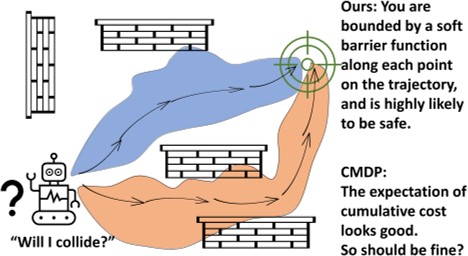 Ours: You are
bounded by a soft
barrier function
along each point
on the trajectory,
and is highly likely
to be safe.
CMDP:
The expectation of
cumulative cost
looks good.
So should be fine?
?
"Will I collide?"